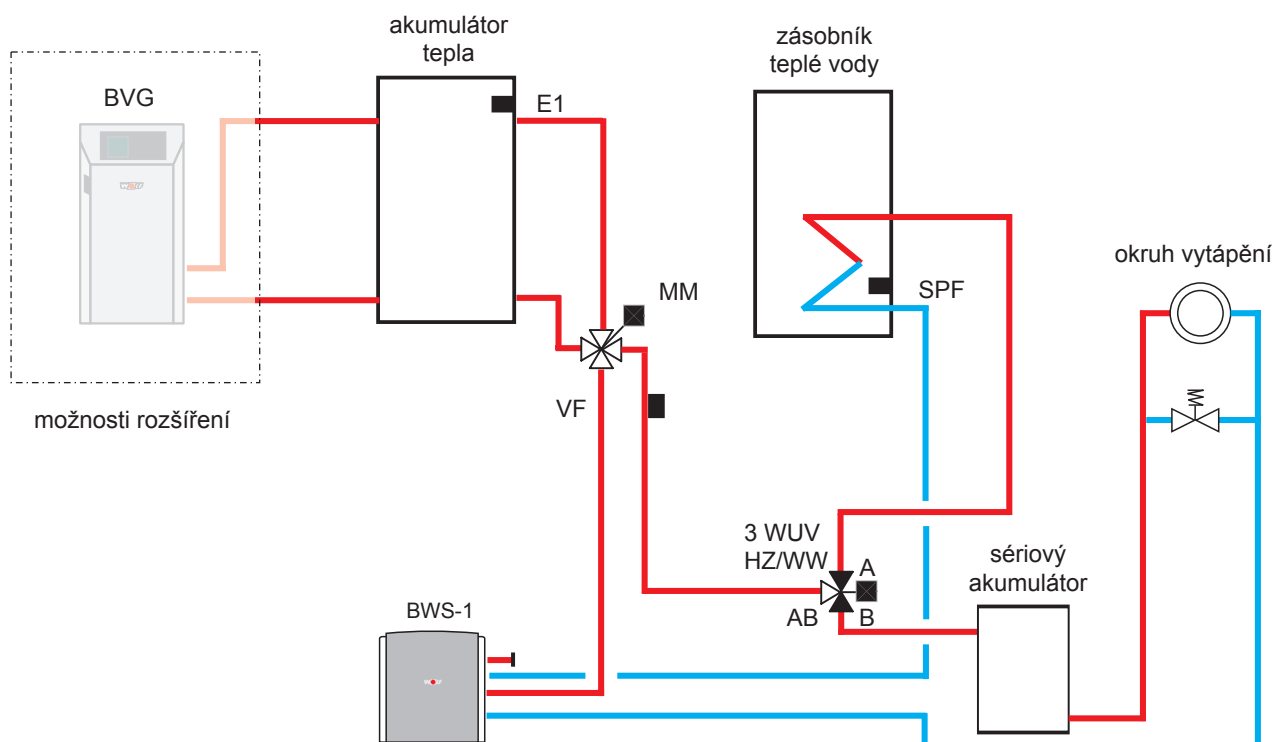 akumulátor
tepla
zásobník
teplé vody
BVG
E1
MM
SPF
okruh vytápění
možnosti rozšíření
VF
3 WUV
HZ/WW
A
AB
B
sériový
akumulátor
BWS-1